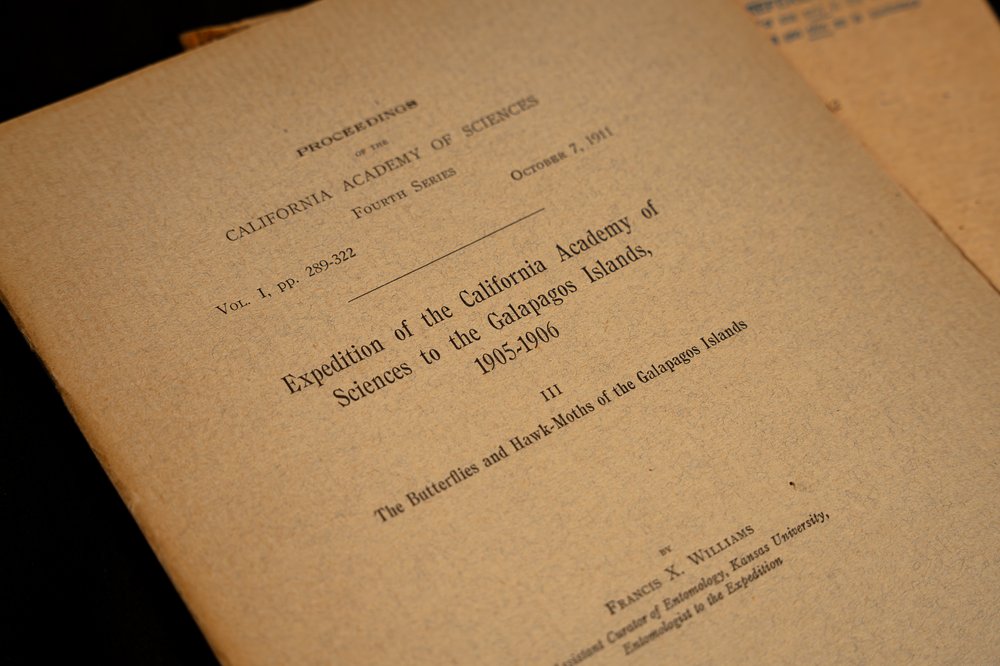 PROCEEDINGS
OF THE
CALIFORNIA ACADEMY OF SCIENCES
FOURTH SERIES
VOL. I, pp. 289-322 OCTOBER 7, 1911
Expedition of the California Academy of
Sciences to the Galapagos Islands,
1905-1906
III
The Butterflies and Hawk-Moths of the Galapagos Islands
BY
FRANCIS X. WILLIAMS
Assistant Curator of Entomology, Kansas University,
Entomologist to the Expedition